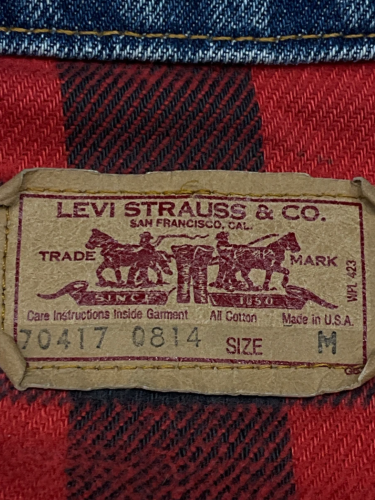 LEVI STRAUSS & CO.
SAN FRANCISCO, CAL.
TRADE MARK
WPL 423
SINCE 1850
Care Instructions Inside Garment All Cotton Made in U.S.A.
70417 0814 SIZE M